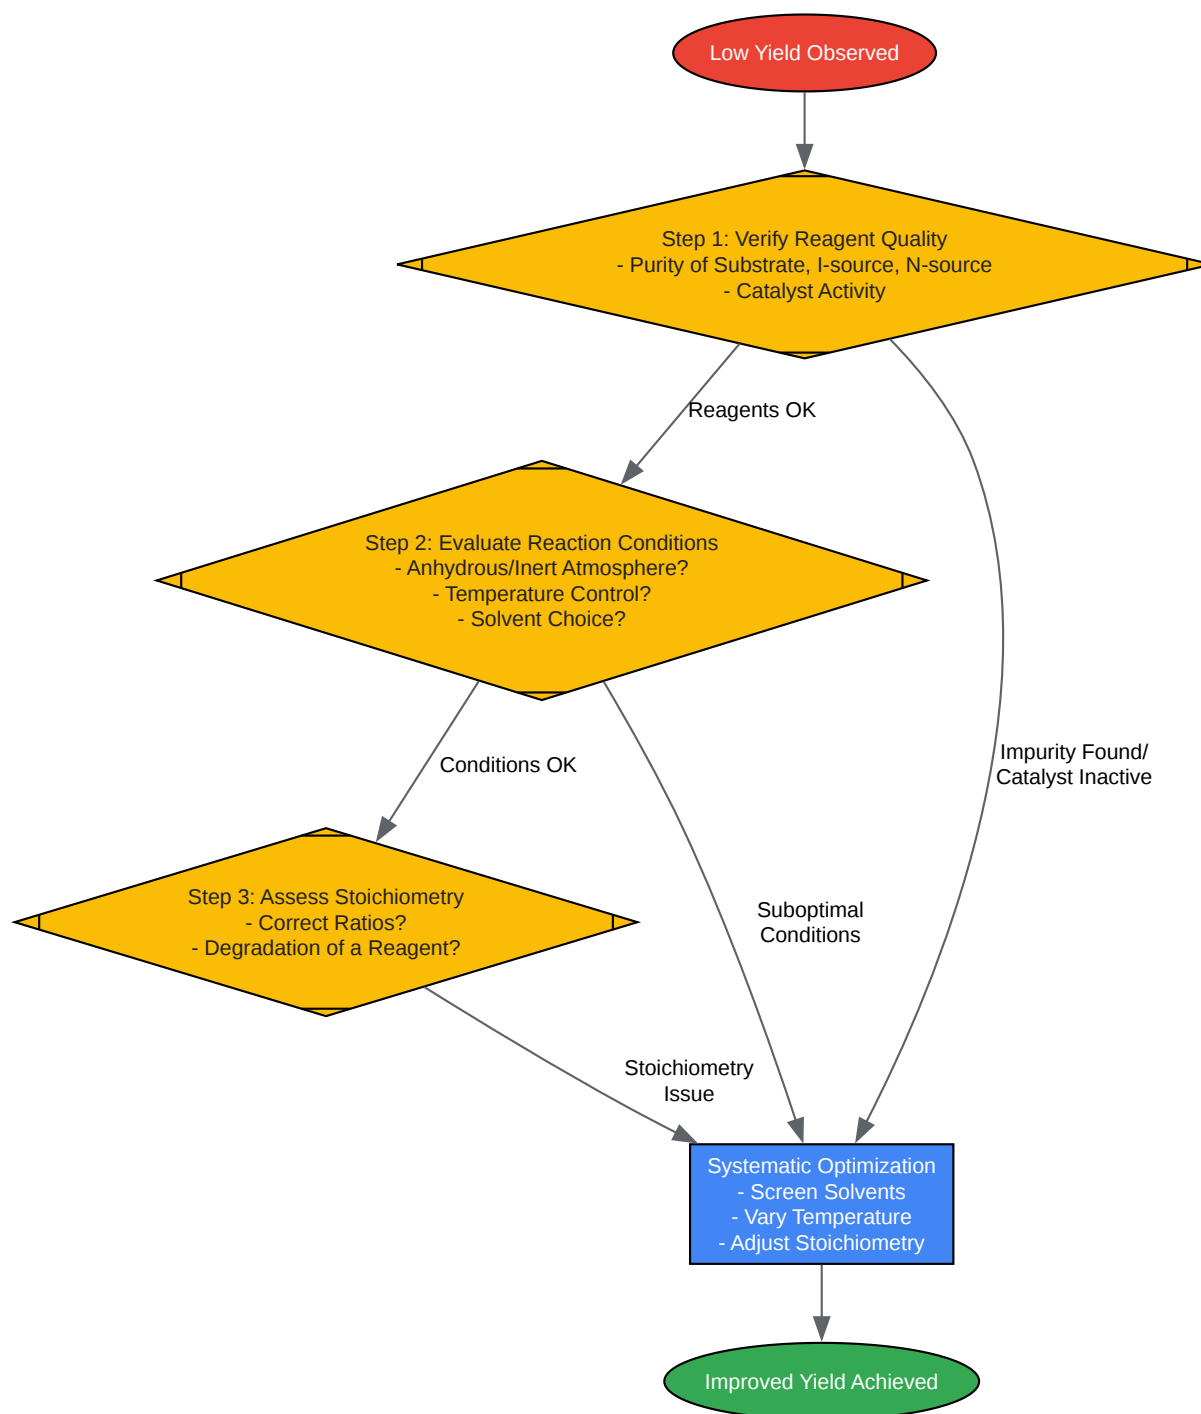 Low Yield Observed
Step 1: Verify Reagent Quality
- Purity of Substrate, I-source, N-source
- Catalyst Activity
Reagents OK
Step 2: Evaluate Reaction Conditions
- Anhydrous/Inert Atmosphere?
- Temperature Control?
- Solvent Choice?
Impurity Found/
Catalyst Inactive
Conditions OK
Step 3: Assess Stoichiometry
- Correct Ratios?
- Degradation of a Reagent?
Suboptimal
Conditions
Stoichiometry
Issue
Systematic Optimization
- Screen Solvents
- Vary Temperature
- Adjust Stoichiometry
Improved Yield Achieved